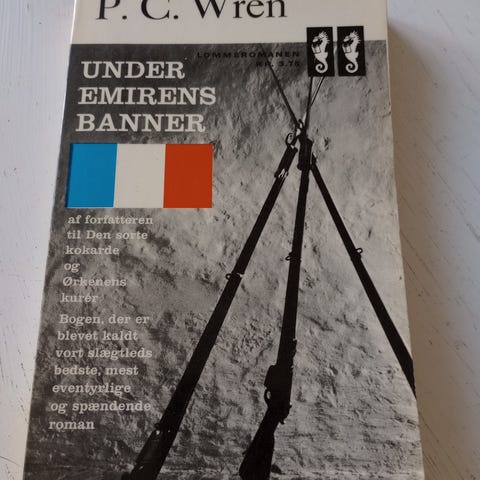 P. C. Wren
LOMMEROMANEN
KR. 3.75
UNDER
EMIRENS
BANNER
af forfatteren
til Den sorte
kokarde
og
Ørkenens
kurér
Bogen, der er
blevet kaldt
vort slægtleds
bedste, mest
eventyrlige
og spændende
roman